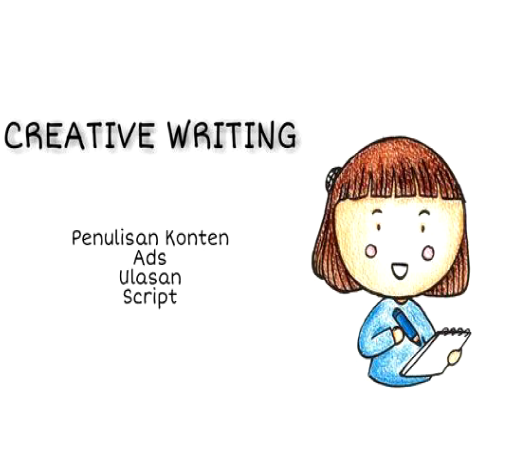 CREATIVE WRITING
Penulisan Konten
Ads
Ulasan
Script